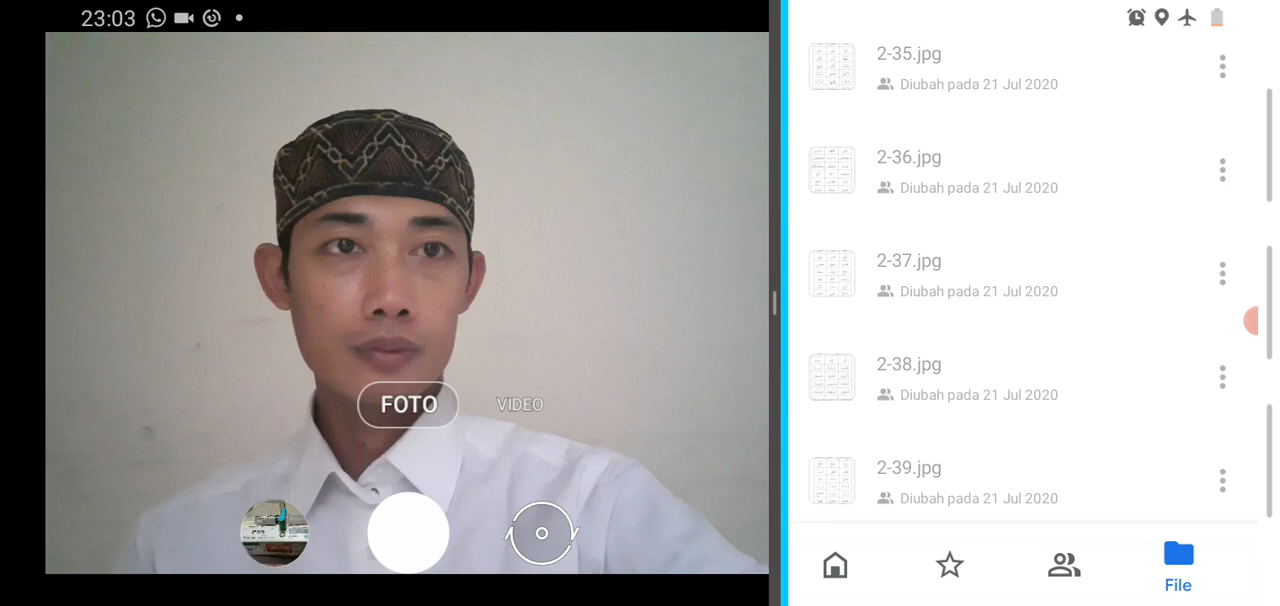 23:03
FOTO
VIDEO
2-35.jpg
Diubah pada 21 Jul 2020
2-36.jpg
Diubah pada 21 Jul 2020
2-37.jpg
Diubah pada 21 Jul 2020
2-38.jpg
Diubah pada 21 Jul 2020
2-39.jpg
Diubah pada 21 Jul 2020
File